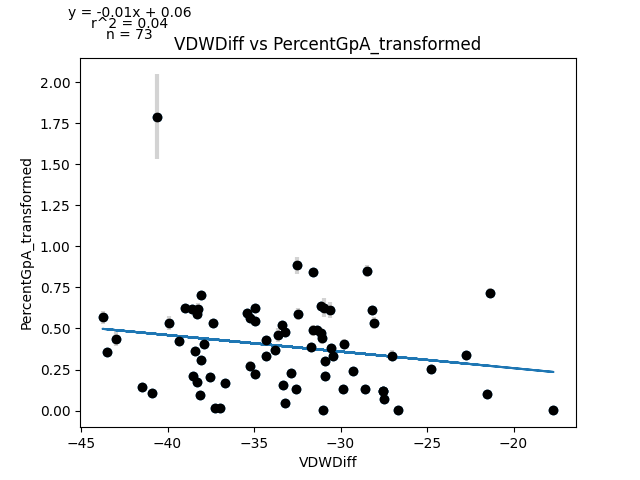 y = -0.01x + 0.06
r^2 = 0.04
n = 73
VDWDiff vs PercentGpA_transformed
2.00
1.75
1.50
1.25
1.00
0.75
0.50
0.25
0.00
PercentGpA_transformed
−45 −40 −35 −30 −25 −20
VDWDiff